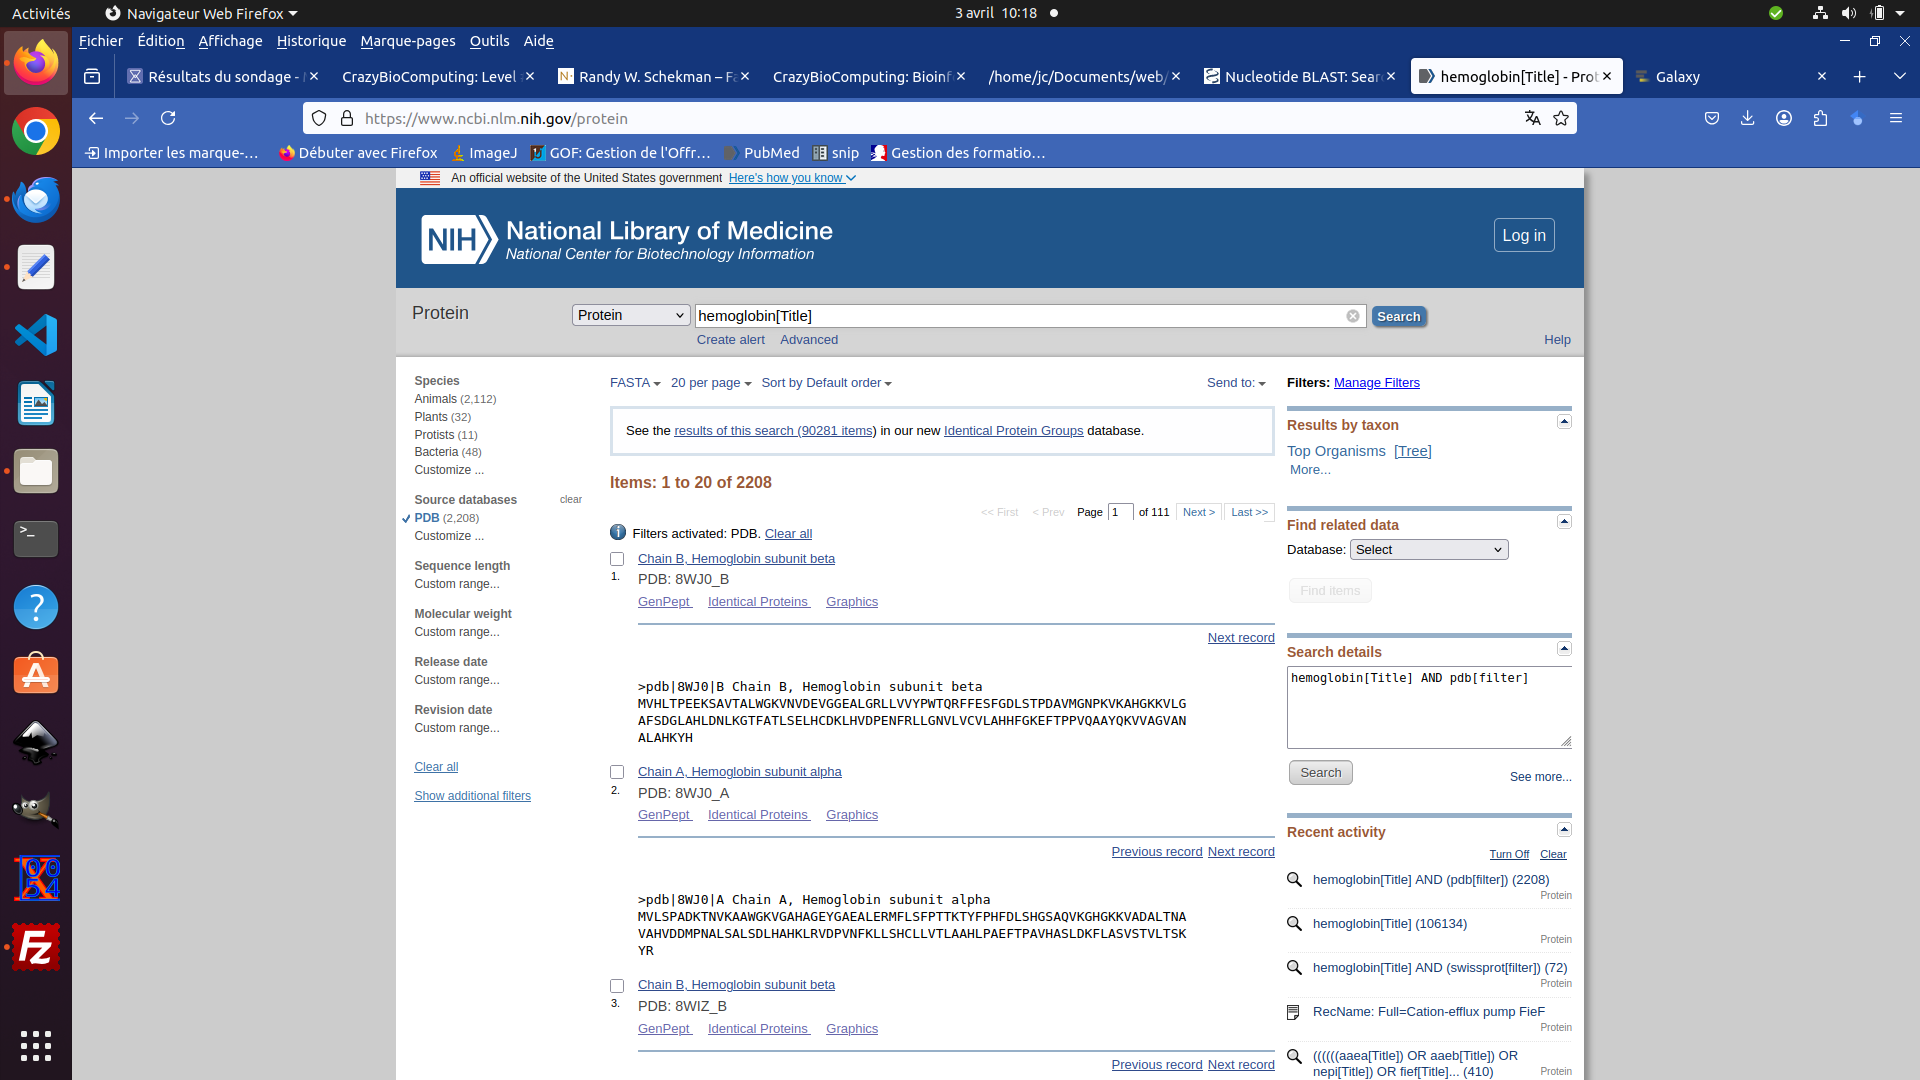 Activités
Navigateur Web Firefox
3 avril 10:18
Fichier Édition Affichage Historique Marque-pages Outils Aide
Résultats du sondage -
CrazyBioComputing: Level
Randy W. Schekman – Fa
CrazyBioComputing: Bioinf
/home/jc/Documents/web/
Nucleotide BLAST: Sear
hemoglobin[Title] - Prot
Galaxy
https://www.ncbi.nlm.nih.gov/protein
Importer les marque-…
Débuter avec Firefox
ImageJ
GOF: Gestion de l'Offr…
PubMed
snip
Gestion des formatio…
An official website of the United States government Here's how you know
NIH National Library of Medicine
National Center for Biotechnology Information
Log in
Protein
Protein
hemoglobin[Title]
Search
Create alert Advanced
Help
Species
Animals (2,112)
Plants (32)
Protists (11)
Bacteria (48)
Customize ...
Source databases clear
PDB (2,208)
Customize ...
Sequence length
Custom range...
Molecular weight
Custom range...
Release date
Custom range...
Revision date
Custom range...
Clear all
Show additional filters
FASTA 20 per page Sort by Default order Send to:
See the results of this search (90281 items) in our new Identical Protein Groups database.
Items: 1 to 20 of 2208
<< First < Prev Page 1 of 111 Next > Last >>
Filters activated: PDB. Clear all
Chain B, Hemoglobin subunit beta
1. PDB: 8WJ0_B
GenPept Identical Proteins Graphics
Next record
>pdb|8WJ0|B Chain B, Hemoglobin subunit beta
MVHLTPEEKSAVTALWGKVNVDEVGGEALGRLLVVYPWTQRFFESFGDLSTPDAVMGNPKVKAHGKKVLG
AFSDGLAHLDNLKGTFATLSELHCDKLHVDPENFRLLGNVLVCVLAHHFGKEFTPPVQAAYQKVVAGVAN
ALAHKYH
Chain A, Hemoglobin subunit alpha
2. PDB: 8WJ0_A
GenPept Identical Proteins Graphics
Previous record Next record
>pdb|8WJ0|A Chain A, Hemoglobin subunit alpha
MVLSPADKTNVKAAWGKVGAHAGEYGAEALERMFLSFPTTKTYFPHFDLSHGSAQVKGHGKKVADALTNA
VAHVDDMPNALSALSDLHAHKLRVDPVNFKLLSHCLLVTLAAHLPAEFTPAVHASLDKFLASVSTVLTSK
YR
Chain B, Hemoglobin subunit beta
3. PDB: 8WIZ_B
GenPept Identical Proteins Graphics
Previous record Next record
Filters: Manage Filters
Results by taxon
Top Organisms [Tree]
More...
Find related data
Database: Select
Find items
Search details
hemoglobin[Title] AND pdb[filter]
Search
See more...
Recent activity
Turn Off Clear
hemoglobin[Title] AND (pdb[filter]) (2208)
Protein
hemoglobin[Title] (106134)
Protein
hemoglobin[Title] AND (swissprot[filter]) (72)
Protein
RecName: Full=Cation-efflux pump FieF
Protein
((((((aaea[Title]) OR aaeb[Title]) OR
nepi[Title]) OR fief[Title]... (410)
Protein